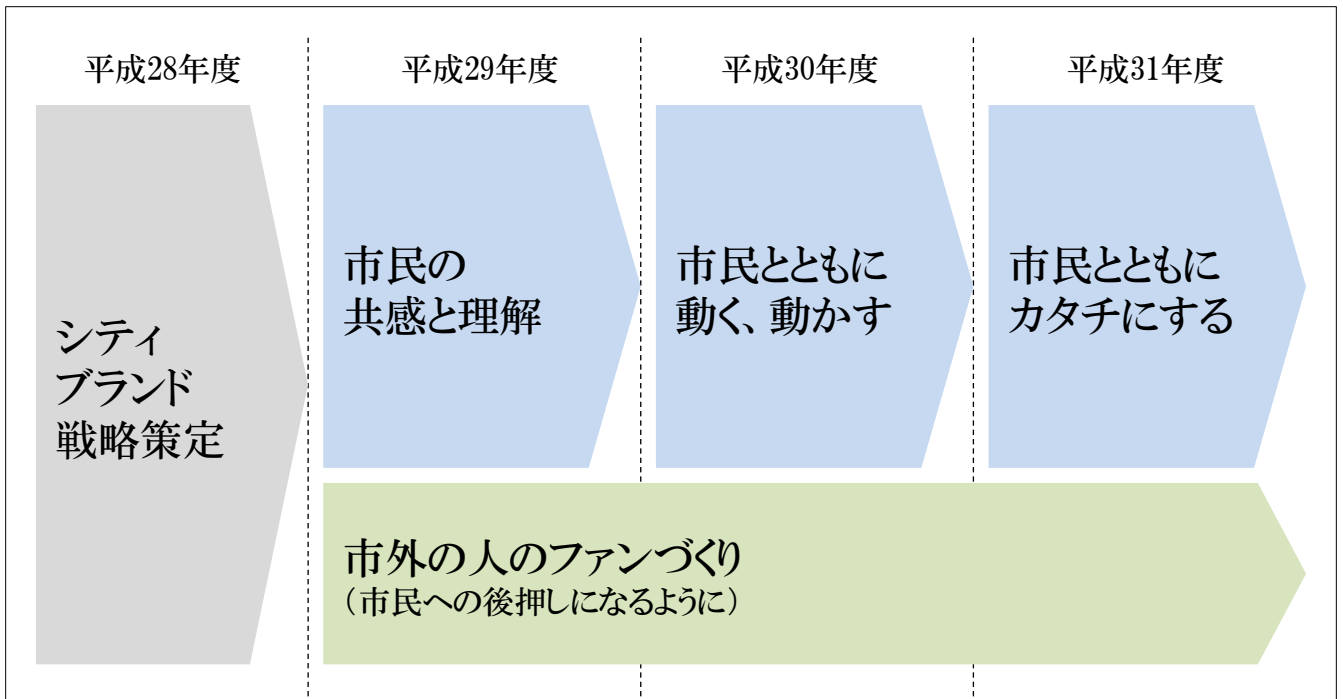 平成28年度
平成29年度
平成30年度
平成31年度
シティ
ブランド
戦略策定
市民の
共感と理解
市民とともに
動く、動かす
市民とともに
カタチにする
市外の人のファンづくり
（市民への後押しになるように）